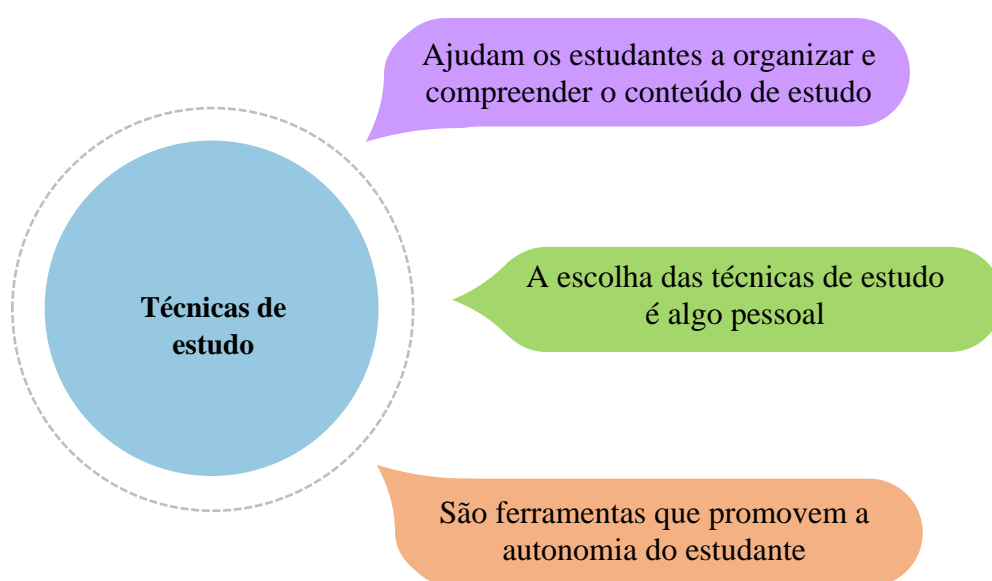 Ajudam os estudantes a organizar e
compreender o conteúdo de estudo
Técnicas de
estudo
A escolha das técnicas de estudo
é algo pessoal
São ferramentas que promovem a
autonomia do estudante